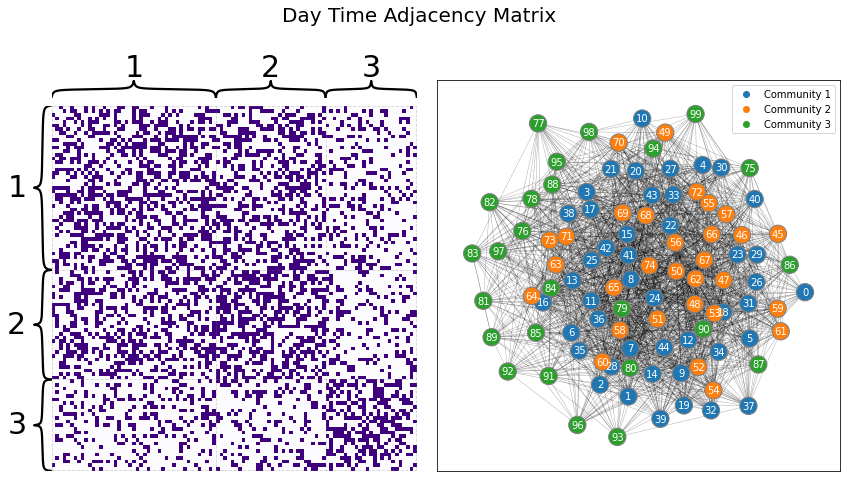 Day Time Adjacency Matrix
1 2 3
1
2
3
Community 1
Community 2
Community 3
10 99
77 98 49
70 94
95 21 20 27 4 30 75
88 3 43 33 72 40
82 78 38 17 69 68 55 57
76 15 22 45
73 71 42 56 66 46
83 97 63 25 41 74 67 23 29 86
13 8 50 62 47 26 0
84 65
81 64 16 11 79 24 48 31 59
36 51 53 18
89 85 6 58 90 61
35 7 44 12 34 5
60 28 80 52 87
92 91 2 14 9
1 54
39 19 32 37
96 93